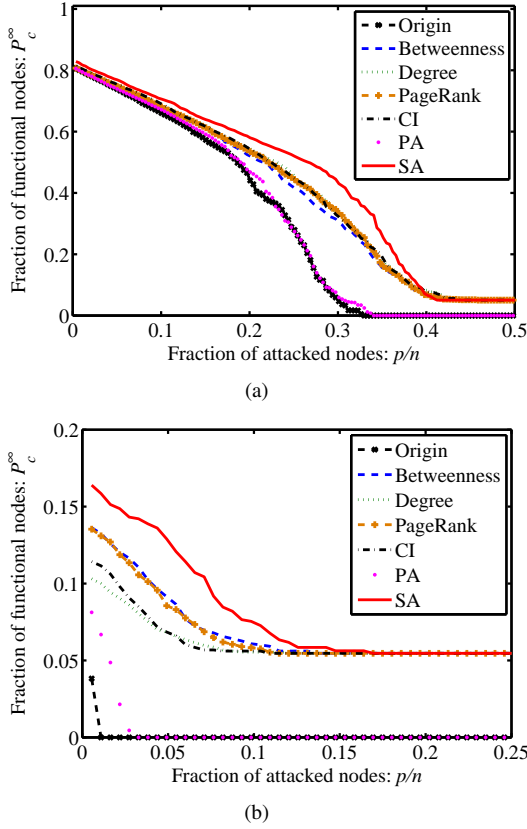 Fraction of functional nodes: P_c^∞
1
0.8
0.6
0.4
0.2
0
0
0.1
0.2
0.3
0.4
0.5
Origin
Betweenness
Degree
PageRank
CI
PA
SA
Fraction of attacked nodes: p/n
(a)
Fraction of functional nodes: P_c^∞
0.2
0.15
0.1
0.05
0
0
0.05
0.1
0.15
0.2
0.25
Origin
Betweenness
Degree
PageRank
CI
PA
SA
Fraction of attacked nodes: p/n
(b)